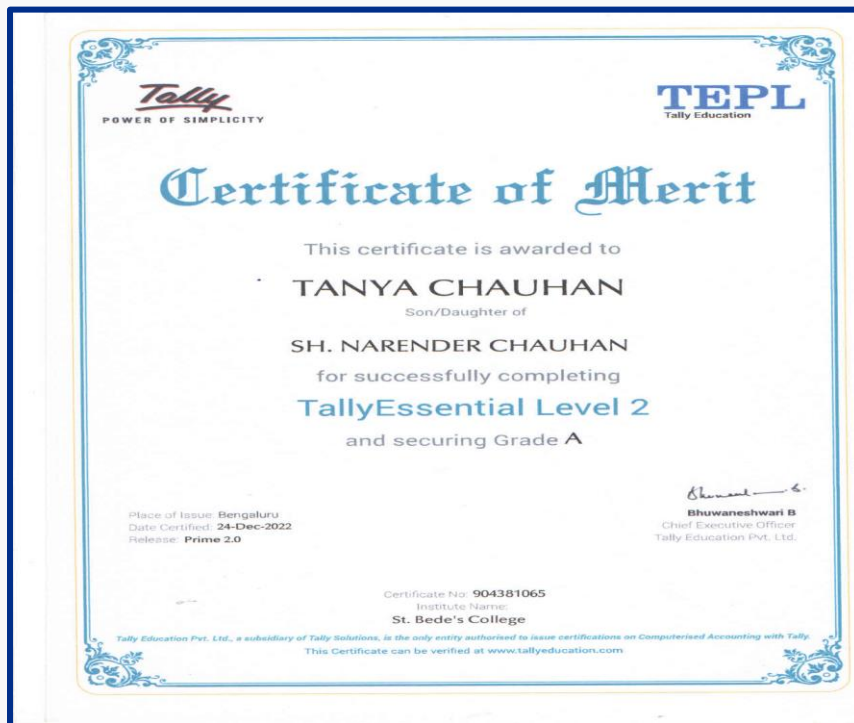 Tally
POWER OF SIMPLICITY
TEPL
Tally Education
Certificate of Merit
This certificate is awarded to
TANYA CHAUHAN
Son/Daughter of
SH. NARENDER CHAUHAN
for successfully completing
TallyEssential Level 2
and securing Grade A
Place of Issue: Bengaluru
Date Certified: 24-Dec-2022
Release: Prime 2.0
Bhuwaneshwari B
Chief Executive Officer
Tally Education Pvt. Ltd.
Certificate No: 904381065
Institute Name:
St. Bede's College
Tally Education Pvt. Ltd., a subsidiary of Tally Solutions, is the only entity authorised to issue certifications on Computerised Accounting with Tally.
This Certificate can be verified at www.tallyeducation.com